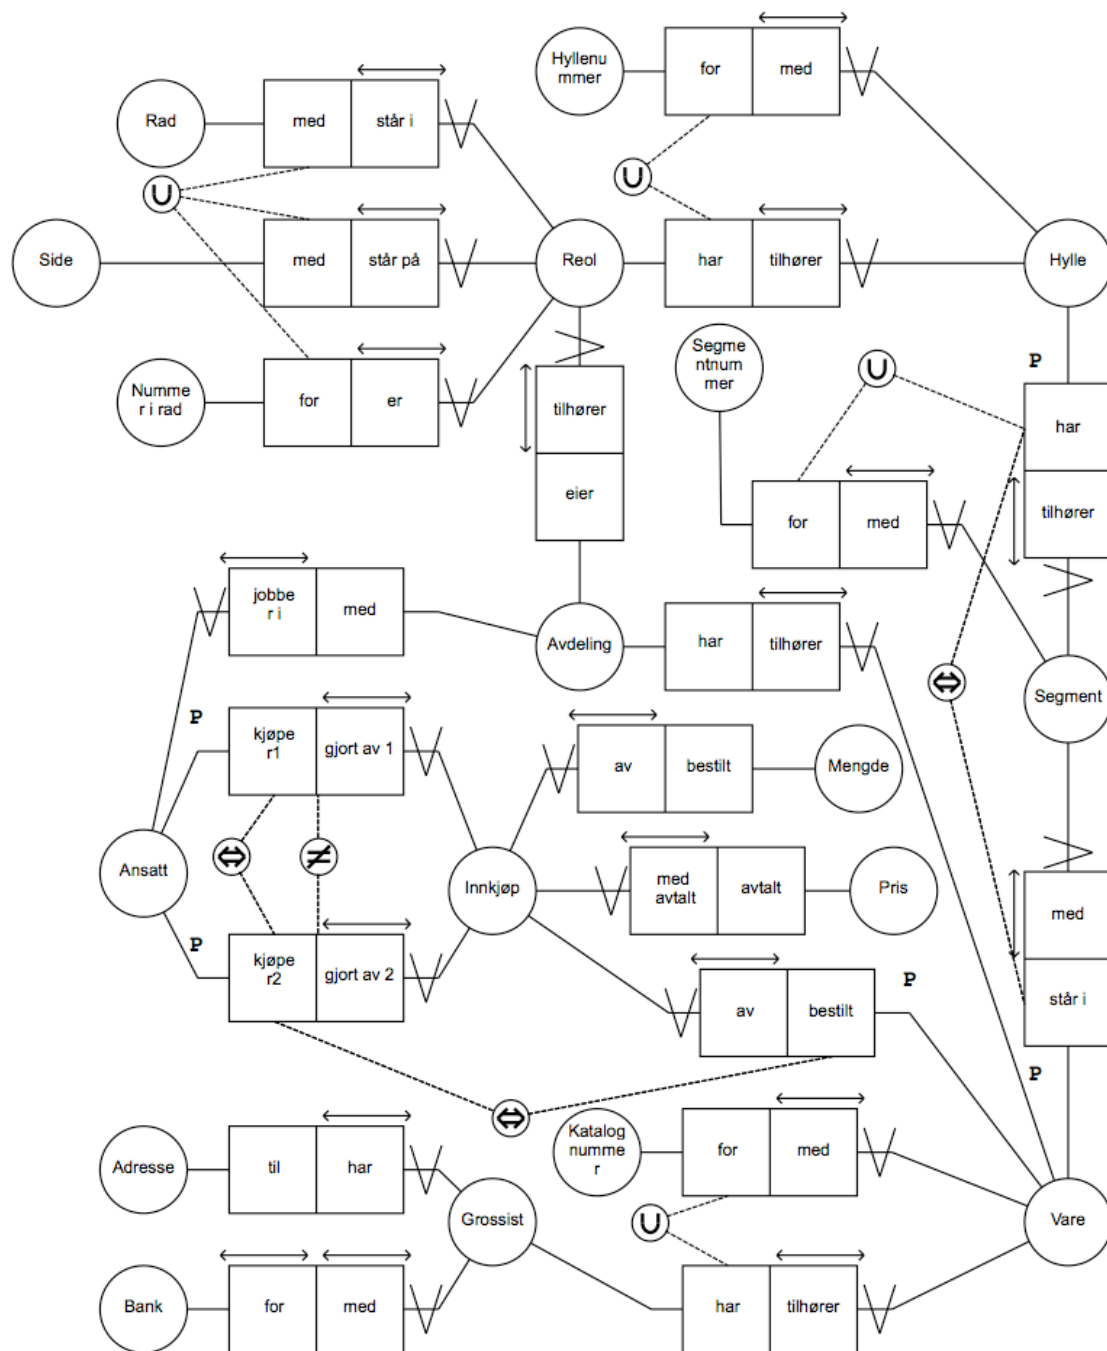 Hyllenu
mmer
for
med
Rad
med
står i
U
U
Side
med
står på
Reol
har
tilhører
Hylle
Segme
ntnum
mer
U
P
Numme
r i rad
for
er
tilhører
har
eier
for
med
tilhører
jobbe
r i
med
Avdeling
har
tilhører
Segment
P
kjøpe
r1
gjort av 1
av
bestilt
Mengde
Ansatt
Innkjøp
med
avtalt
avtalt
Pris
med
P
kjøpe
r2
gjort av 2
av
bestilt
P
står i
P
Adresse
til
har
Katalog
numme
r
for
med
Grossist
U
Vare
Bank
for
med
har
tilhører